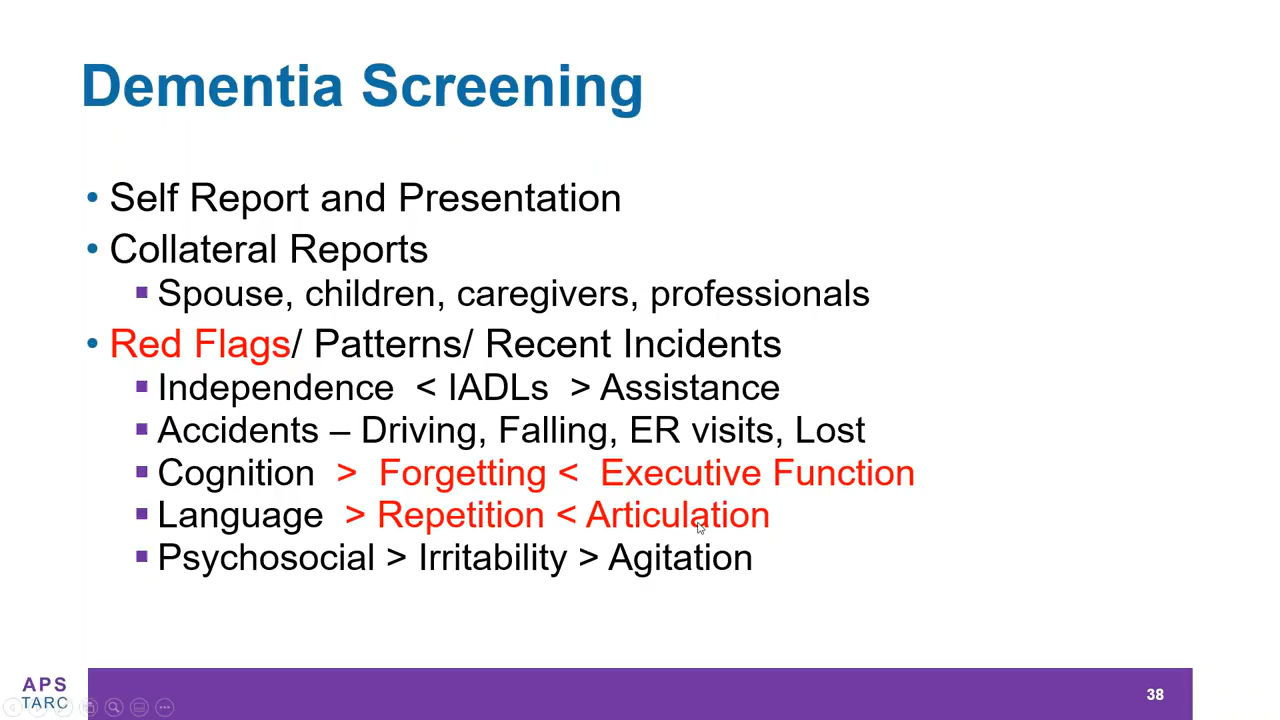 Dementia Screening
• Self Report and Presentation
• Collateral Reports
▪ Spouse, children, caregivers, professionals
• Red Flags/ Patterns/ Recent Incidents
▪ Independence < IADLs > Assistance
▪ Accidents – Driving, Falling, ER visits, Lost
▪ Cognition > Forgetting < Executive Function
▪ Language > Repetition < Articulation
▪ Psychosocial > Irritability > Agitation
APS
TARC
38